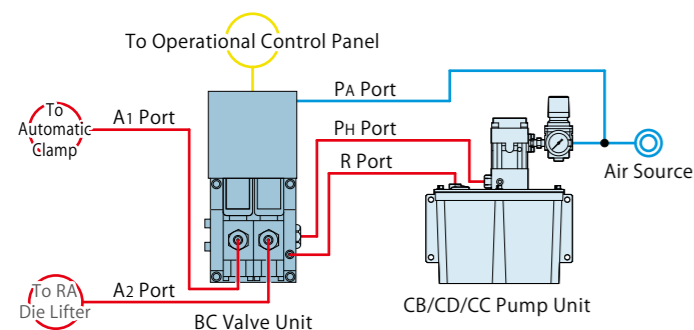 To Operational Control Panel
PA Port
To
Automatic
Clamp
A1 Port
PH Port
R Port
Air Source
To RA
Die Lifter
A2 Port
BC Valve Unit
CB/CD/CC Pump Unit